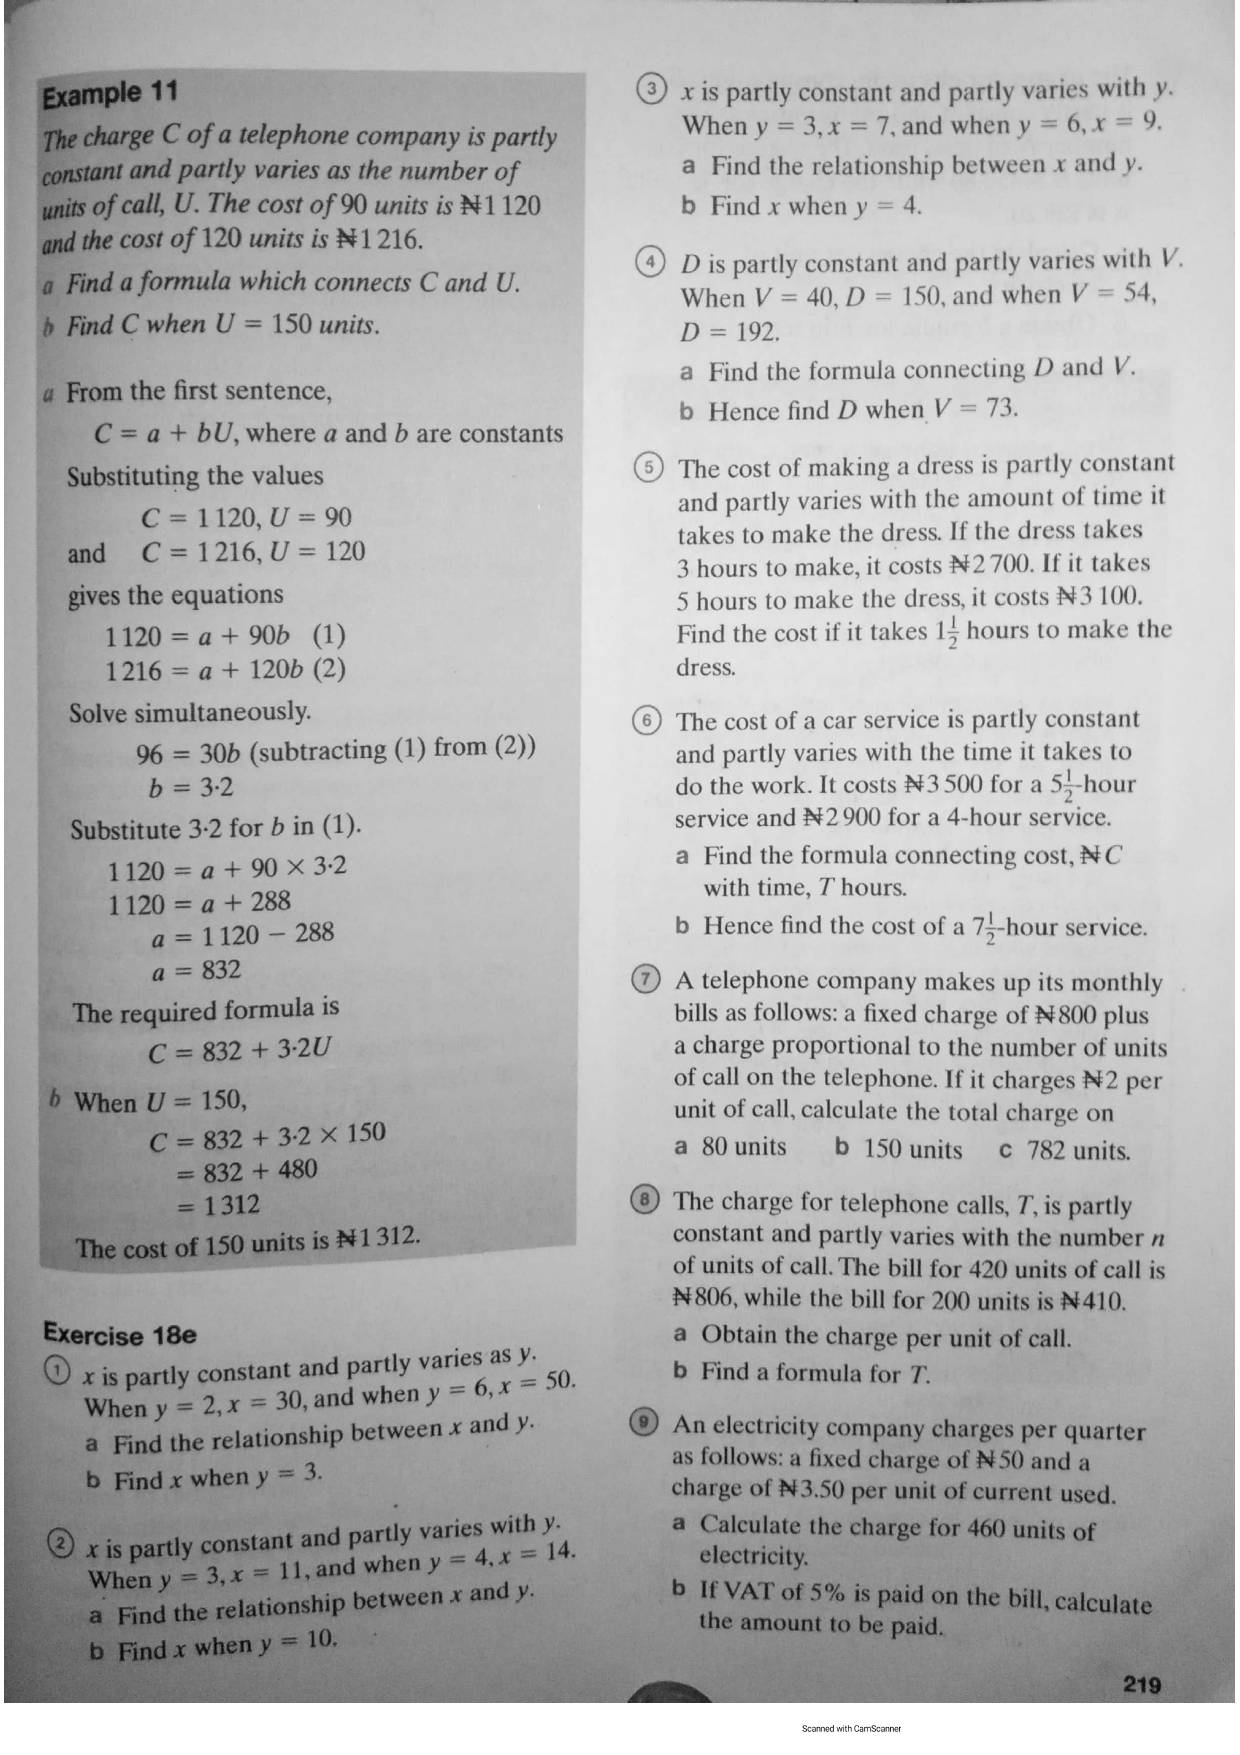 Example 11
The charge C of a telephone company is partly
constant and partly varies as the number of
units of call, U. The cost of 90 units is ₦1 120
and the cost of 120 units is ₦1 216.
a Find a formula which connects C and U.
b Find C when U = 150 units.
a From the first sentence,
C = a + bU, where a and b are constants
Substituting the values
C = 1 120, U = 90
and C = 1 216, U = 120
gives the equations
1 120 = a + 90b (1)
1 216 = a + 120b (2)
Solve simultaneously.
96 = 30b (subtracting (1) from (2))
b = 3·2
Substitute 3·2 for b in (1).
1 120 = a + 90 × 3·2
1 120 = a + 288
a = 1 120 − 288
a = 832
The required formula is
C = 832 + 3·2U
b When U = 150,
C = 832 + 3·2 × 150
= 832 + 480
= 1 312
The cost of 150 units is ₦1 312.
Exercise 18e
① x is partly constant and partly varies as y.
When y = 2, x = 30, and when y = 6, x = 50.
a Find the relationship between x and y.
b Find x when y = 3.
② x is partly constant and partly varies with y.
When y = 3, x = 11, and when y = 4, x = 14.
a Find the relationship between x and y.
b Find x when y = 10.
③ x is partly constant and partly varies with y.
When y = 3, x = 7, and when y = 6, x = 9.
a Find the relationship between x and y.
b Find x when y = 4.
④ D is partly constant and partly varies with V.
When V = 40, D = 150, and when V = 54,
D = 192.
a Find the formula connecting D and V.
b Hence find D when V = 73.
⑤ The cost of making a dress is partly constant
and partly varies with the amount of time it
takes to make the dress. If the dress takes
3 hours to make, it costs ₦2 700. If it takes
5 hours to make the dress, it costs ₦3 100.
Find the cost if it takes 1½ hours to make the
dress.
⑥ The cost of a car service is partly constant
and partly varies with the time it takes to
do the work. It costs ₦3 500 for a 5½-hour
service and ₦2 900 for a 4-hour service.
a Find the formula connecting cost, ₦C
with time, T hours.
b Hence find the cost of a 7½-hour service.
⑦ A telephone company makes up its monthly
bills as follows: a fixed charge of ₦800 plus
a charge proportional to the number of units
of call on the telephone. If it charges ₦2 per
unit of call, calculate the total charge on
a 80 units b 150 units c 782 units.
⑧ The charge for telephone calls, T, is partly
constant and partly varies with the number n
of units of call. The bill for 420 units of call is
₦806, while the bill for 200 units is ₦410.
a Obtain the charge per unit of call.
b Find a formula for T.
⑨ An electricity company charges per quarter
as follows: a fixed charge of ₦50 and a
charge of ₦3.50 per unit of current used.
a Calculate the charge for 460 units of
electricity.
b If VAT of 5% is paid on the bill, calculate
the amount to be paid.
219
Scanned with CamScanner